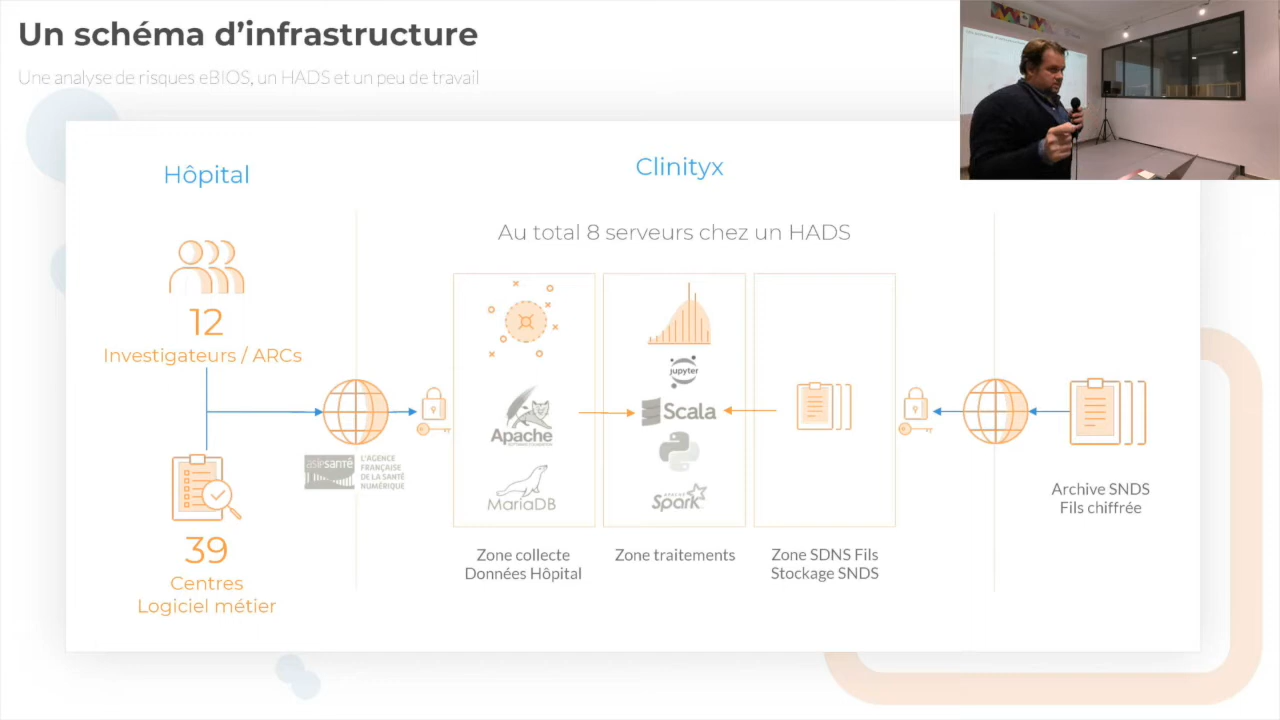 Un schéma d'infrastructure
Une analyse de risques eBIOS, un HADS et un peu de travail
Hôpital
Clinityx
Au total 8 serveurs chez un HADS
12
Investigateurs / ARCs
39
Centres
Logiciel métier
asipsanté
L'AGENCE
FRANÇAISE
DE LA SANTÉ
NUMÉRIQUE
Apache
MariaDB
Zone collecte
Données Hôpital
jupyter
Scala
APACHE
Spark
Zone traitements
Zone SDNS Fils
Stockage SNDS
Archive SNDS
Fils chiffrée